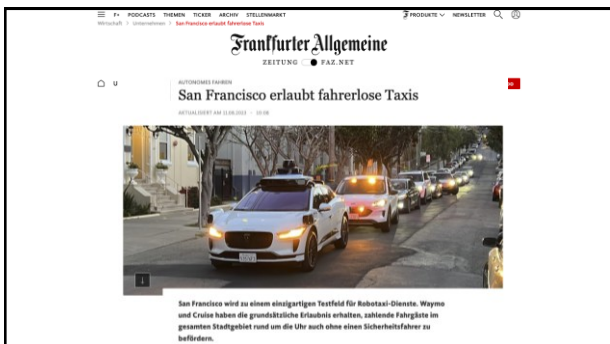 F+ PODCASTS THEMEN TICKER ARCHIV STELLENMARKT PRODUKTE NEWSLETTER
Wirtschaft > Unternehmen > San Francisco erlaubt fahrerlose Taxis
Frankfurter Allgemeine
ZEITUNG FAZ.NET
U
AUTONOMES FAHREN
San Francisco erlaubt fahrerlose Taxis
San Francisco wird zu einem einzigartigen Testfeld für Robotaxi-Dienste. Waymo
und Cruise haben die grundsätzliche Erlaubnis erhalten, zahlende Fahrgäste im
gesamten Stadtgebiet rund um die Uhr auch ohne einen Sicherheitsfahrer zu
befördern.